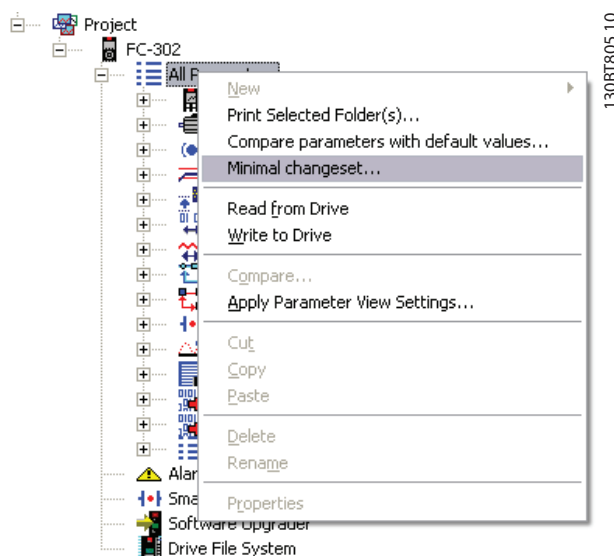 Project
FC-302
All P
New
Print Selected Folder(s)...
Compare parameters with default values...
Minimal changeset...
Read from Drive
Write to Drive
Compare...
Apply Parameter View Settings...
Cut
Copy
Paste
Delete
Rename
Properties
Alar
Sma
Software Upgrader
Drive File System
130BT805.10